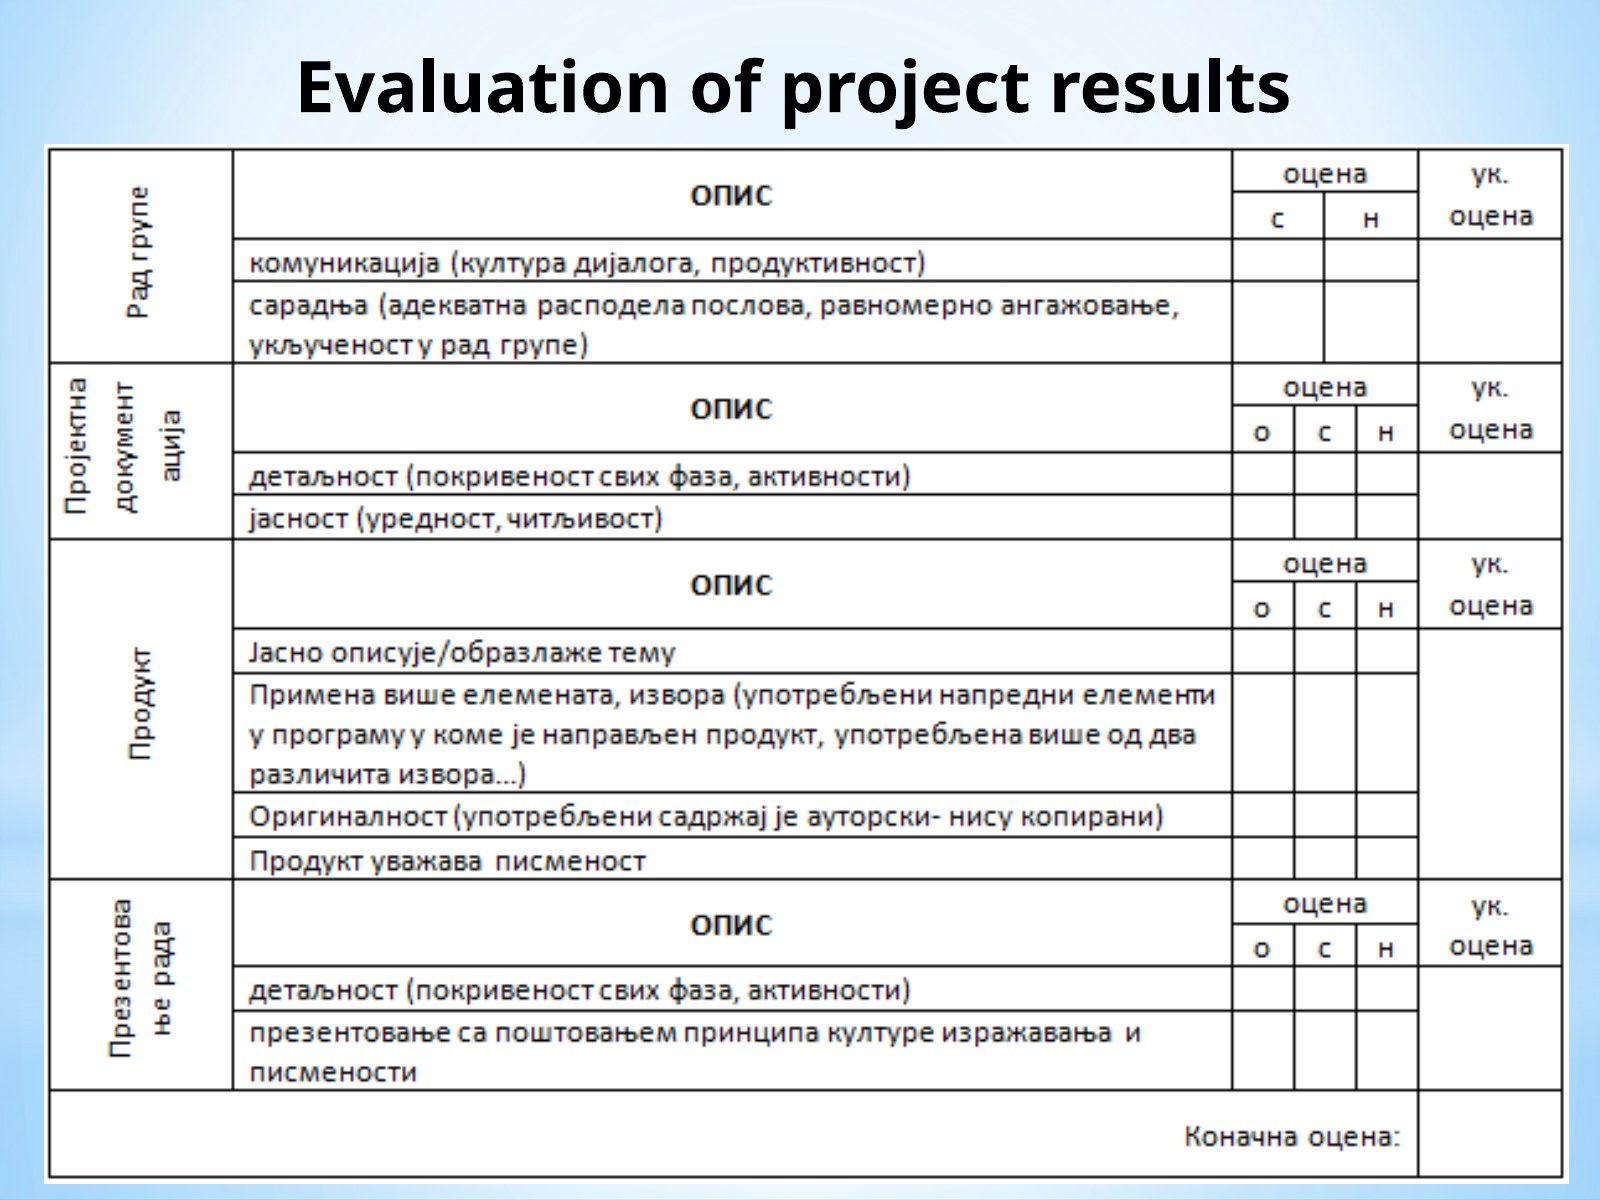 Evaluation of project results
Рад групе
ОПИС
оцена
ук.
оцена
с
н
комуникација (култура дијалога, продуктивност)
сарадња (адекватна расподела послова, равномерно ангажовање,
укљученост у рад групе)
Пројектна
документ
ација
ОПИС
оцена
ук.
оцена
о
с
н
детаљност (покривеност свих фаза, активности)
јасност (уредност, читљивост)
Продукт
ОПИС
оцена
ук.
оцена
о
с
н
Јасно описује/образлаже тему
Примена више елемената, извора (употребљени напредни елементи
у програму у коме је направљен продукт, употребљена више од два
различита извора...)
Оригиналност (употребљени садржај је ауторски- нису копирани)
Продукт уважава писменост
Презентова
ње рада
ОПИС
оцена
ук.
оцена
о
с
н
детаљност (покривеност свих фаза, активности)
презентовање са поштовањем принципа културе изражавања и
писмености
Коначна оцена: